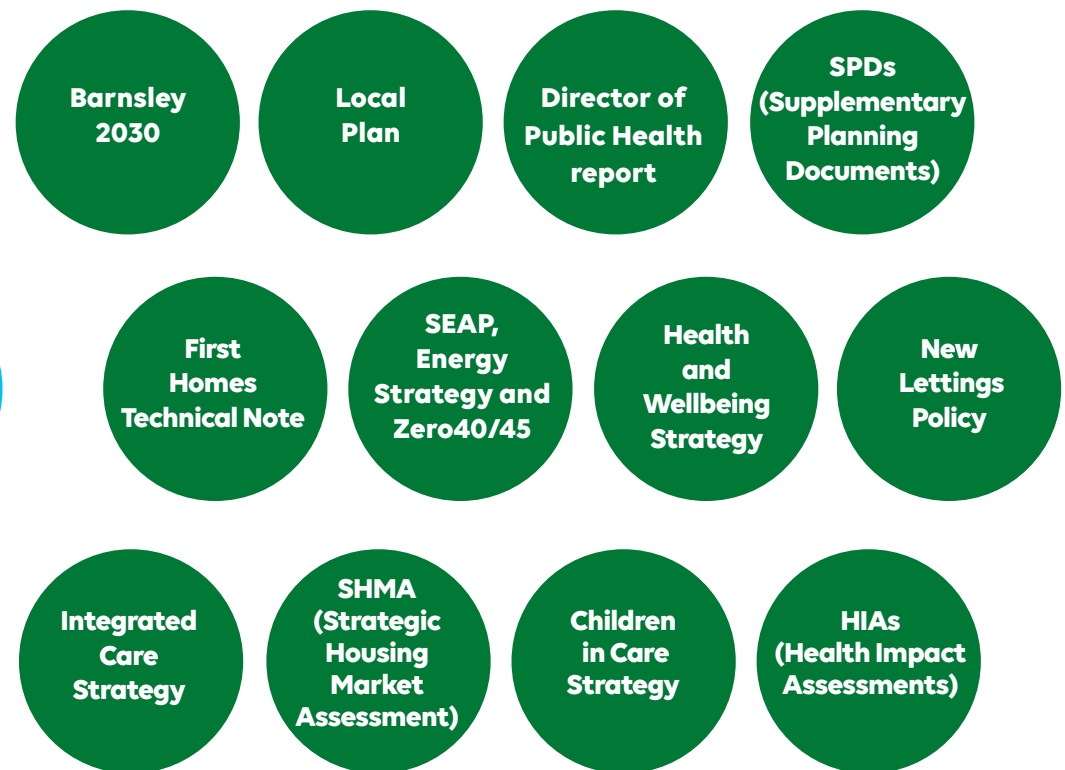 Barnsley
2030
Local
Plan
Director of
Public Health
report
SPDs
(Supplementary
Planning
Documents)
First
Homes
Technical Note
SEAP,
Energy
Strategy and
Zero40/45
Health
and
Wellbeing
Strategy
New
Lettings
Policy
Integrated
Care
Strategy
SHMA
(Strategic
Housing
Market
Assessment)
Children
in Care
Strategy
HIAs
(Health Impact
Assessments)